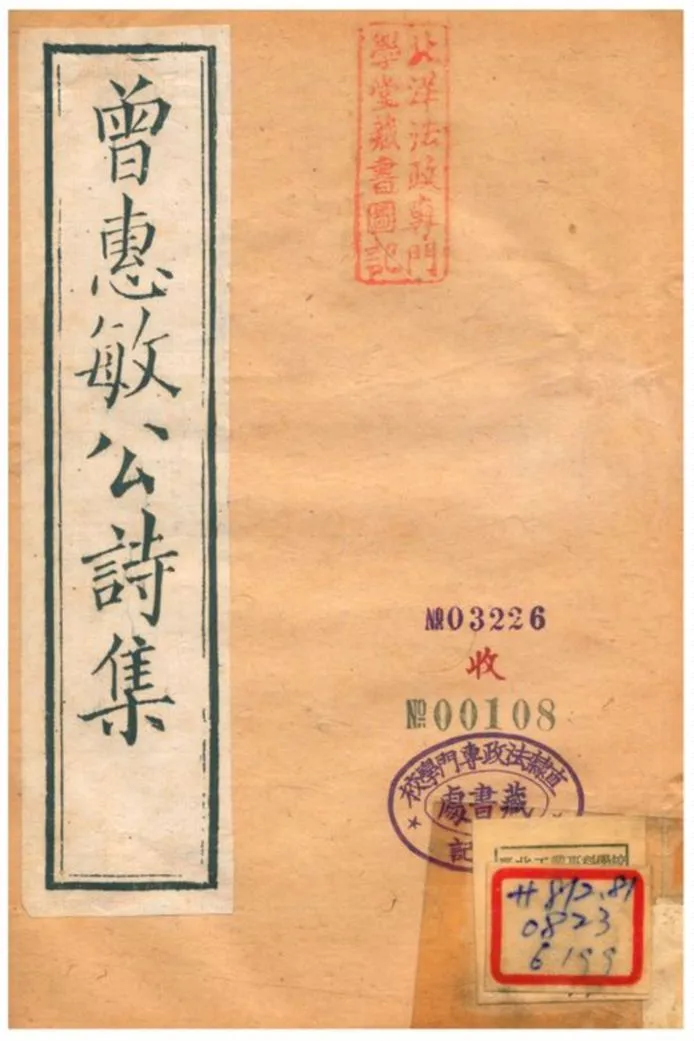 曾惠敏公詩集
北洋法政專門
學堂藏書圖記
№03226
收
№00108
直隸法政專門學校
藏書處
記
812.81
0823
6199